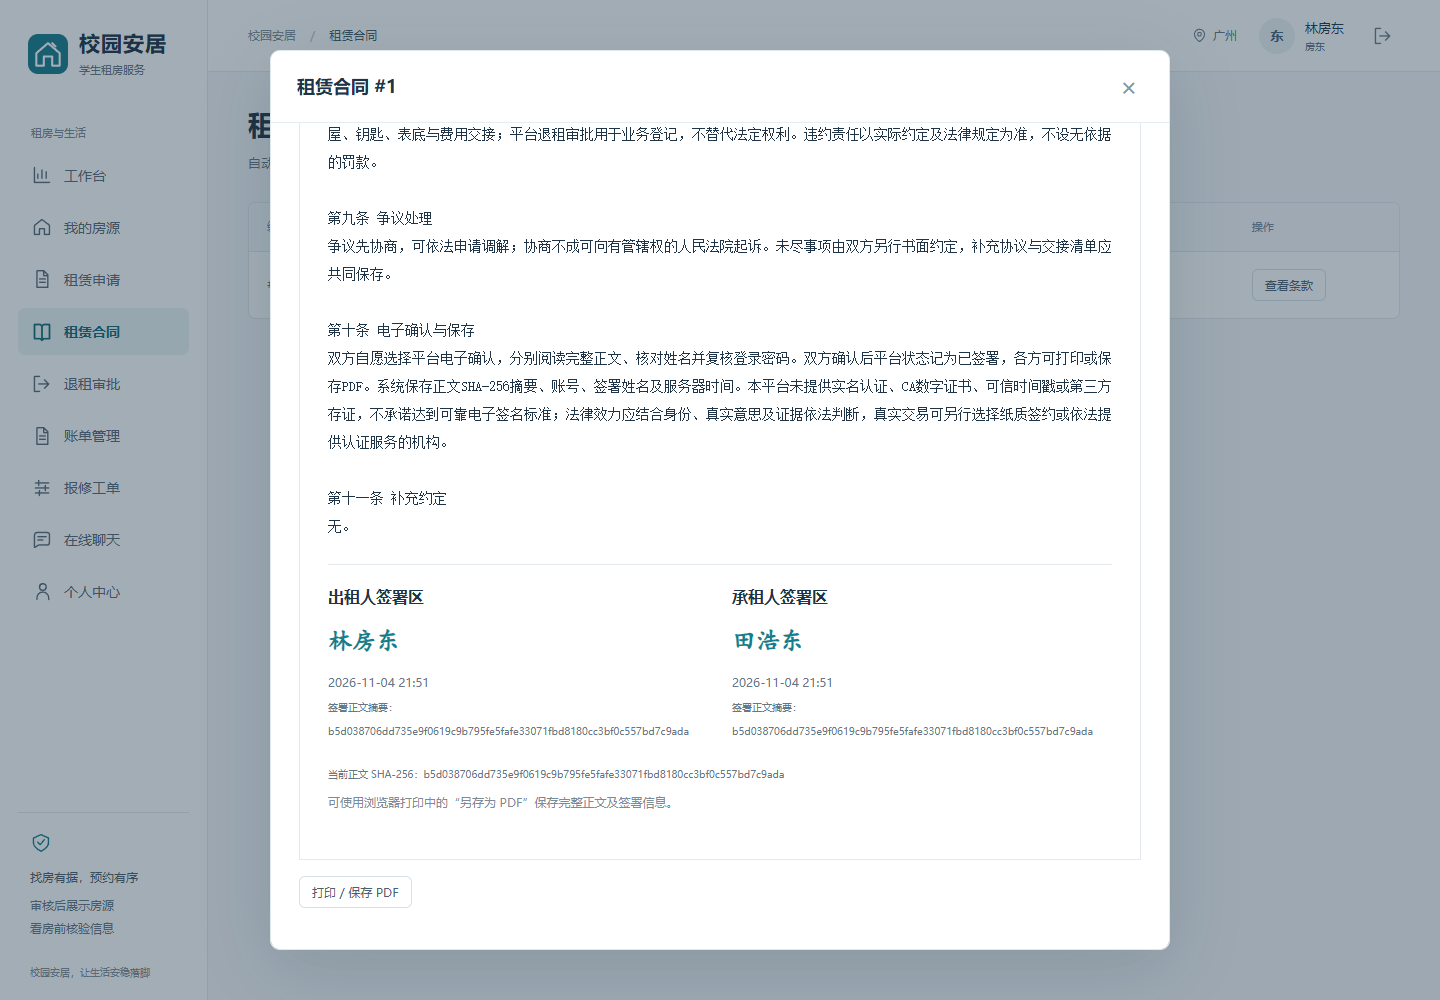 校园安居
学生租房服务
租房与生活
工作台
我的房源
租赁申请
租赁合同
退租审批
账单管理
报修工单
在线聊天
个人中心
找房有据，预约有序
审核后展示房源
看房前核验信息
校园安居，让生活安稳落脚
校园安居 / 租赁合同
广州
东
林房东
房东
租
自动
操作
查看条款
租赁合同 #1
屋、钥匙、表底与费用交接；平台退租审批用于业务登记，不替代法定权利。违约责任以实际约定及法律规定为准，不设无依据
的罚款。
第九条 争议处理
争议先协商，可依法申请调解；协商不成可向有管辖权的人民法院起诉。未尽事项由双方另行书面约定，补充协议与交接清单应
共同保存。
第十条 电子确认与保存
双方自愿选择平台电子确认，分别阅读完整正文、核对姓名并复核登录密码。双方确认后平台状态记为已签署，各方可打印或保
存PDF。系统保存正文SHA-256摘要、账号、签署姓名及服务器时间。本平台未提供实名认证、CA数字证书、可信时间戳或第三方
存证，不承诺达到可靠电子签名标准；法律效力应结合身份、真实意思及证据依法判断，真实交易可另行选择纸质签约或依法提
供认证服务的机构。
第十一条 补充约定
无。
出租人签署区
林房东
2026-11-04 21:51
签署正文摘要：
b5d038706dd735e9f0619c9b795fe5fafe33071fbd8180cc3bf0c557bd7c9ada
承租人签署区
田浩东
2026-11-04 21:51
签署正文摘要：
b5d038706dd735e9f0619c9b795fe5fafe33071fbd8180cc3bf0c557bd7c9ada
当前正文 SHA-256：b5d038706dd735e9f0619c9b795fe5fafe33071fbd8180cc3bf0c557bd7c9ada
可使用浏览器打印中的“另存为 PDF”保存完整正文及签署信息。
打印 / 保存 PDF